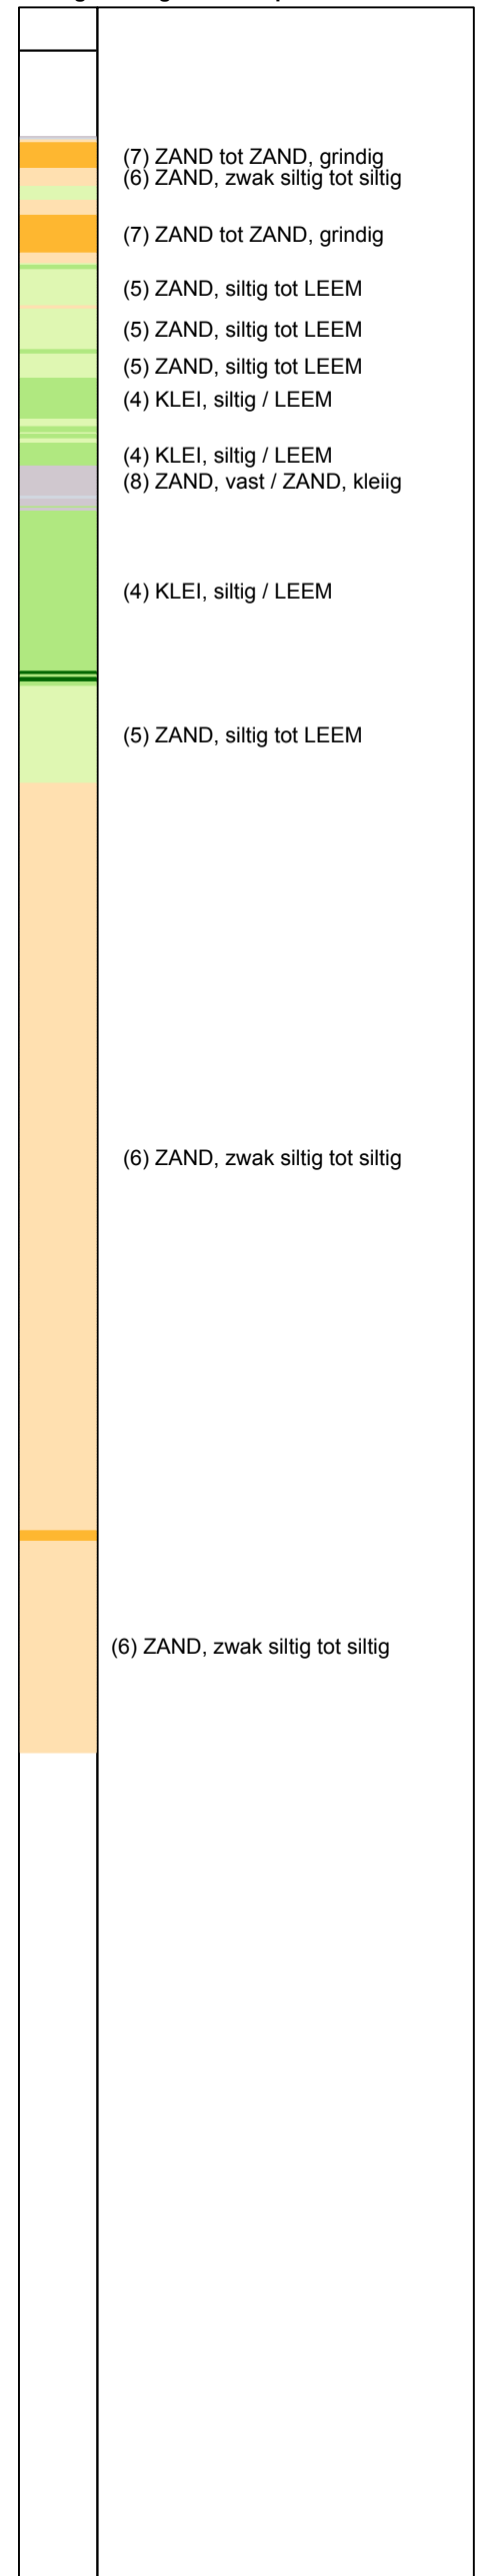 (7) ZAND tot ZAND, grindig
(6) ZAND, zwak siltig tot siltig
(7) ZAND tot ZAND, grindig
(5) ZAND, siltig tot LEEM
(5) ZAND, siltig tot LEEM
(5) ZAND, siltig tot LEEM
(4) KLEI, siltig / LEEM
(4) KLEI, siltig / LEEM
(8) ZAND, vast / ZAND, kleiig
(4) KLEI, siltig / LEEM
(5) ZAND, siltig tot LEEM
(6) ZAND, zwak siltig tot siltig
(6) ZAND, zwak siltig tot siltig